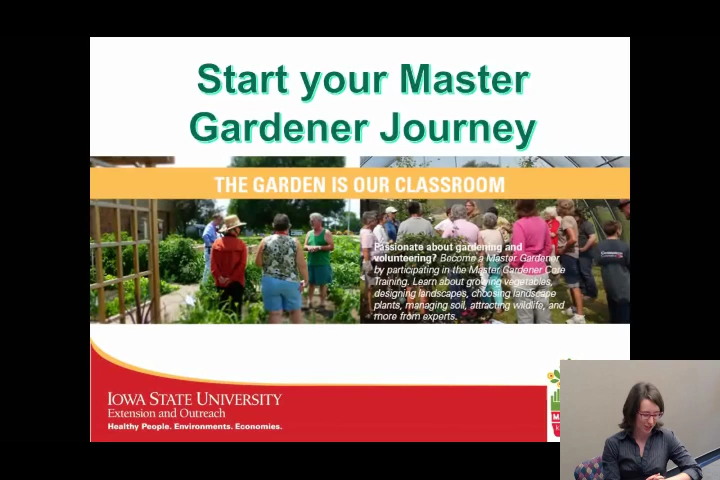 Start your Master
Gardener Journey
THE GARDEN IS OUR CLASSROOM
Passionate about gardening and
volunteering? Become a Master Gardener
by participating in the Master Gardener Core
Training. Learn about growing vegetables,
designing landscapes, choosing landscape
plants, managing soil, attracting wildlife, and
more from experts.
IOWA STATE UNIVERSITY
Extension and Outreach
Healthy People. Environments. Economies.